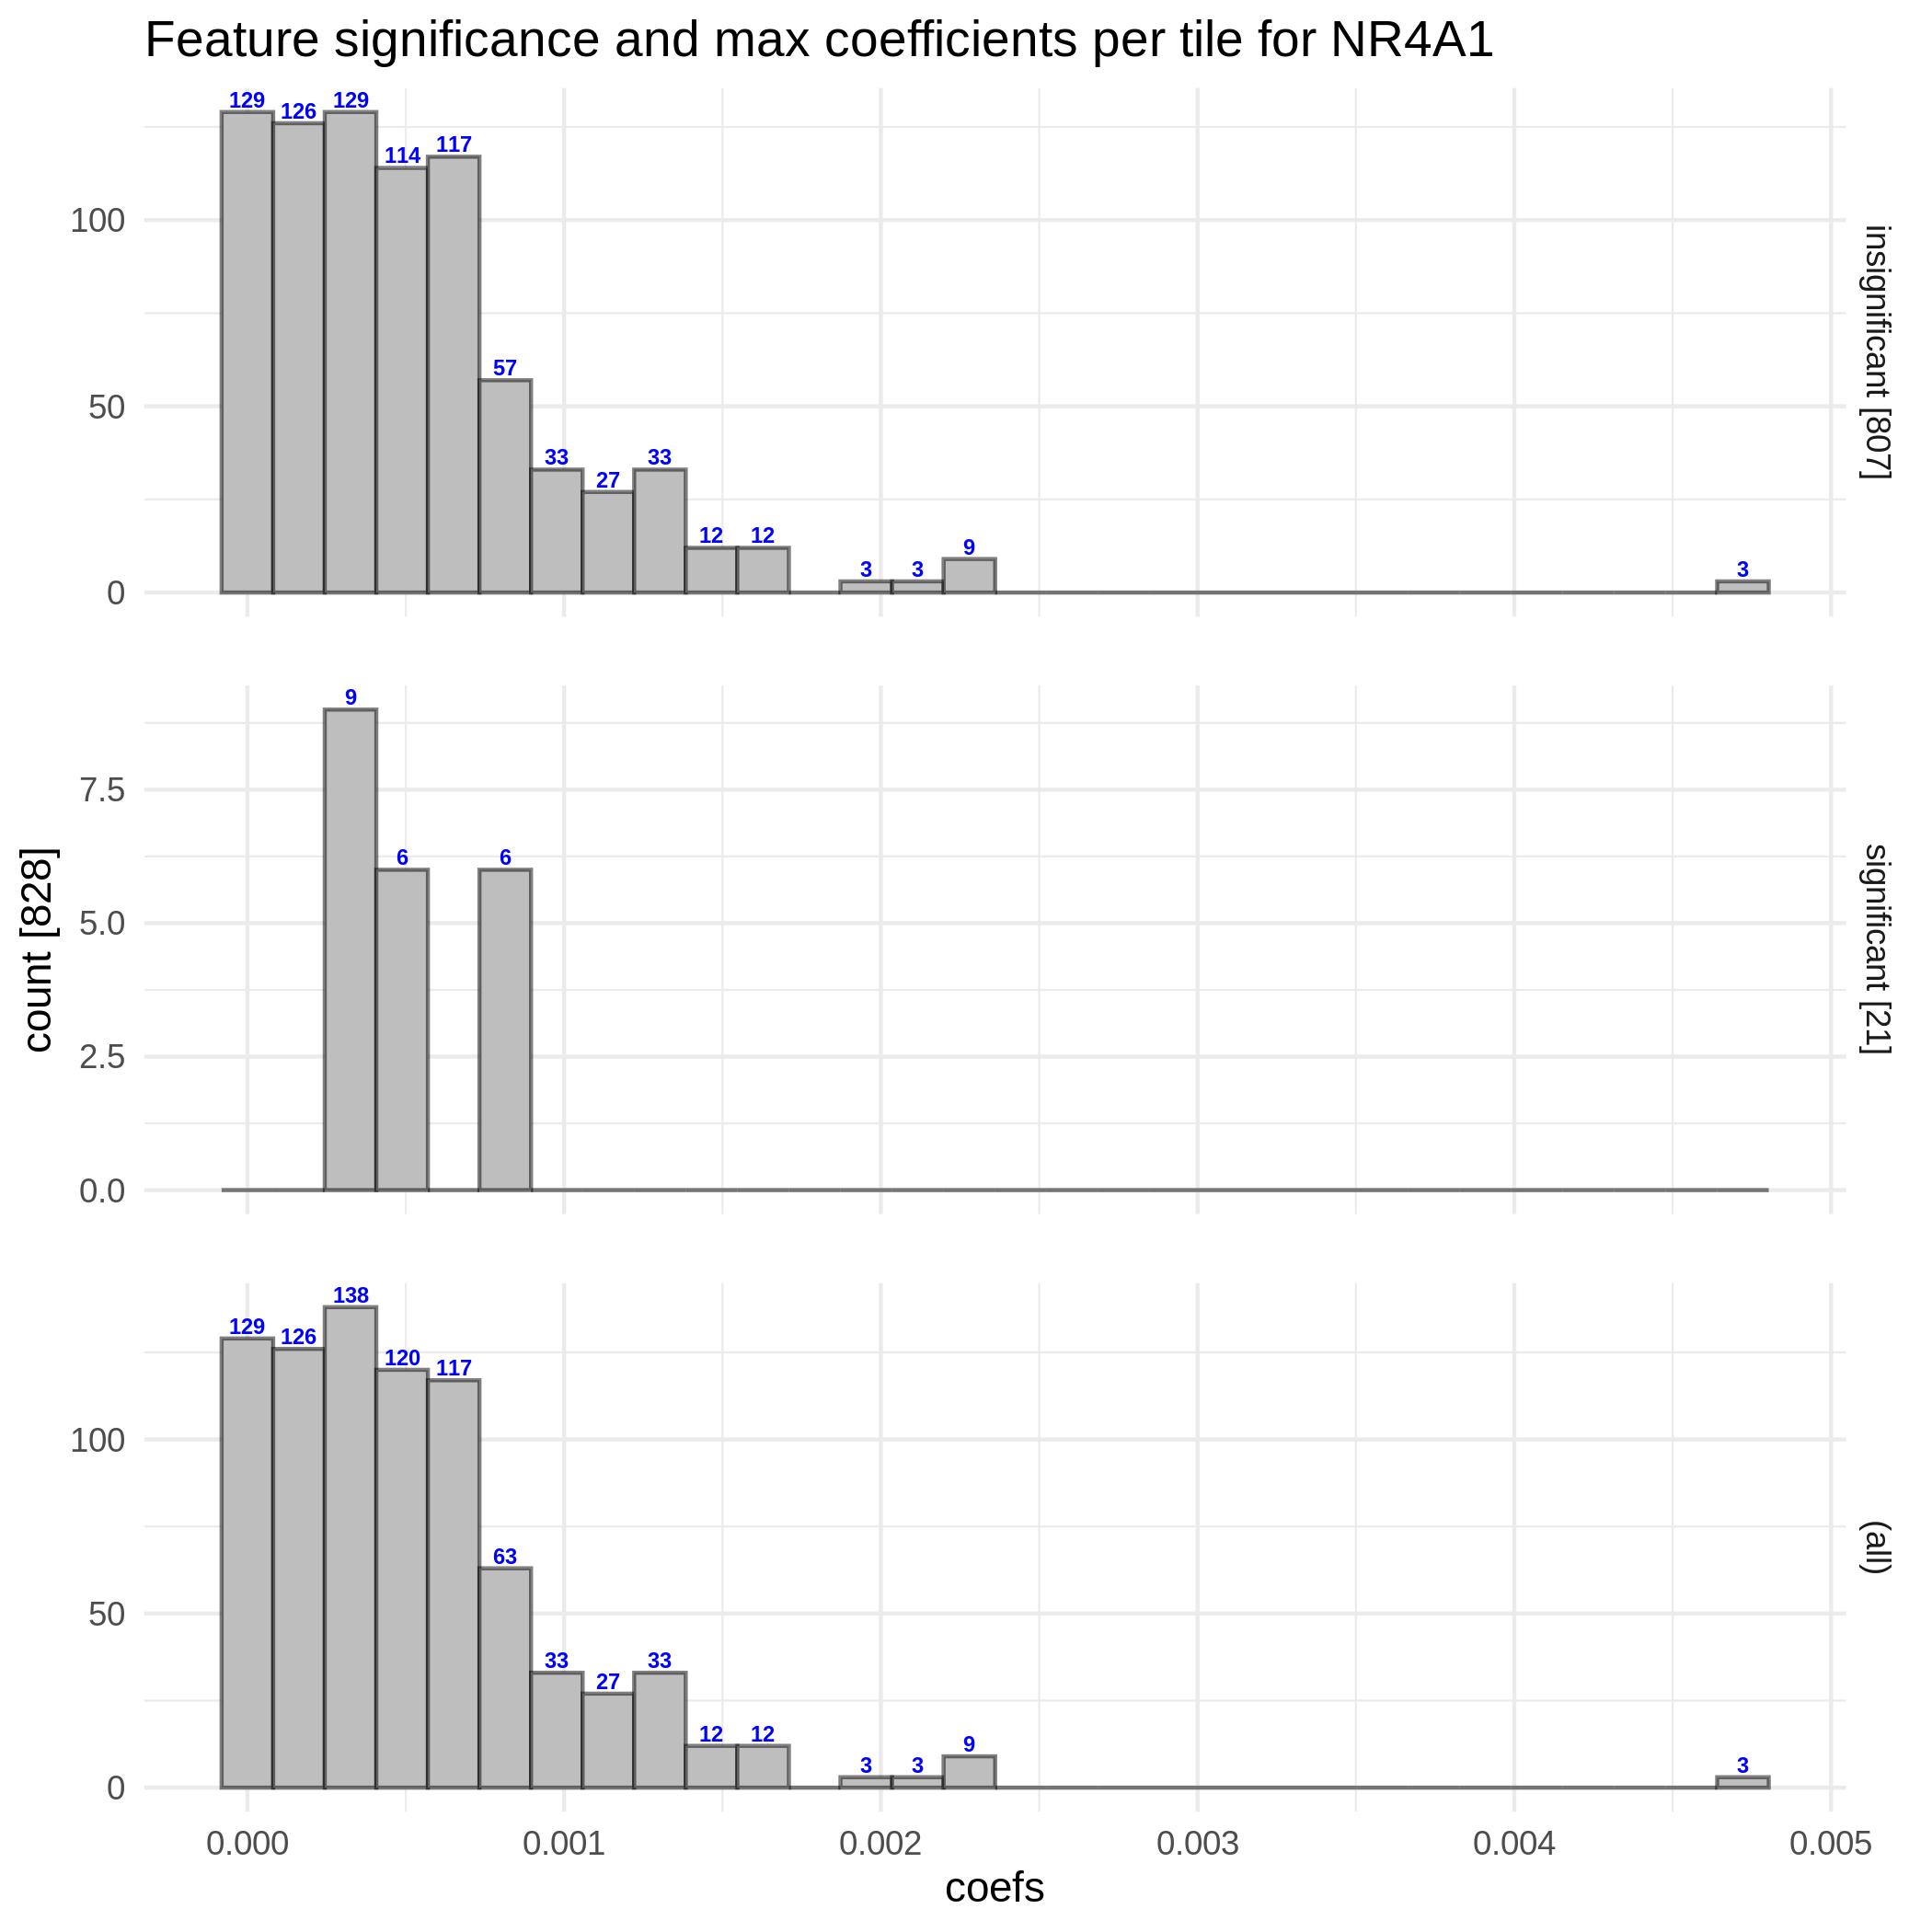 Feature significance and max coefficients per tile for NR4A1
129 126 129 114 117 57 33 27 33 12 12 3 3 9 3
100
50
0
insignificant [807]
9 6 6
7.5
5.0
2.5
0.0
significant [21]
count [828]
129 126 138 120 117 63 33 27 33 12 12 3 3 9 3
100
50
0
(all)
0.000 0.001 0.002 0.003 0.004 0.005
coefs